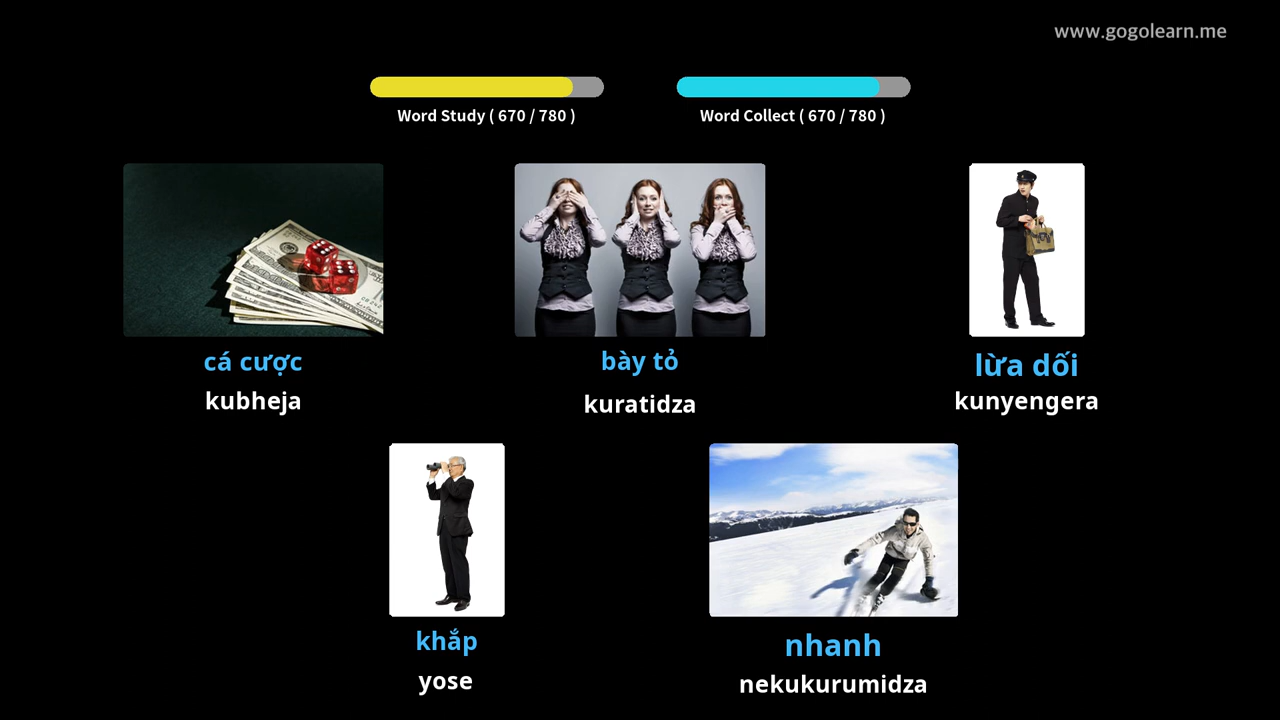 www.gogolearn.me
Word Study ( 670 / 780 )
Word Collect ( 670 / 780 )
cá cược
kubheja
bày tỏ
kuratidza
lừa dối
kunyengera
khắp
yose
nhanh
nekukurumidza